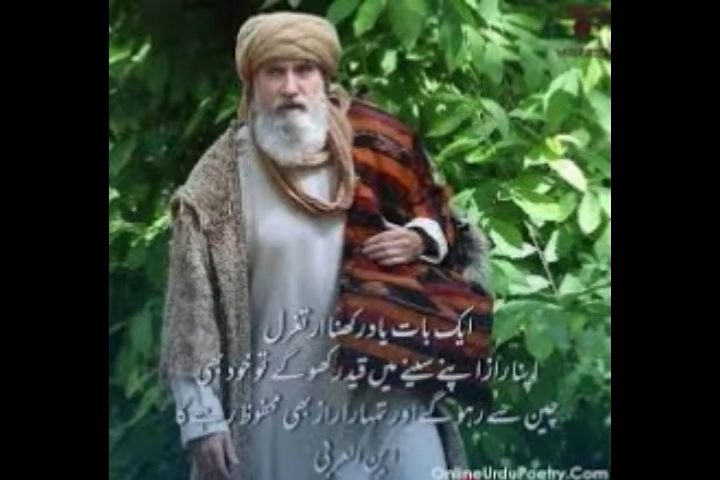 ایک بات یاد رکھنا ارتغرل
اپنا راز اپنے سینے میں قید رکھو گے تو خود بھی
چین سے رہو گے اور تمہارا راز بھی محفوظ رہے گا
ابن العربی
OnlineUrduPoetry.Com